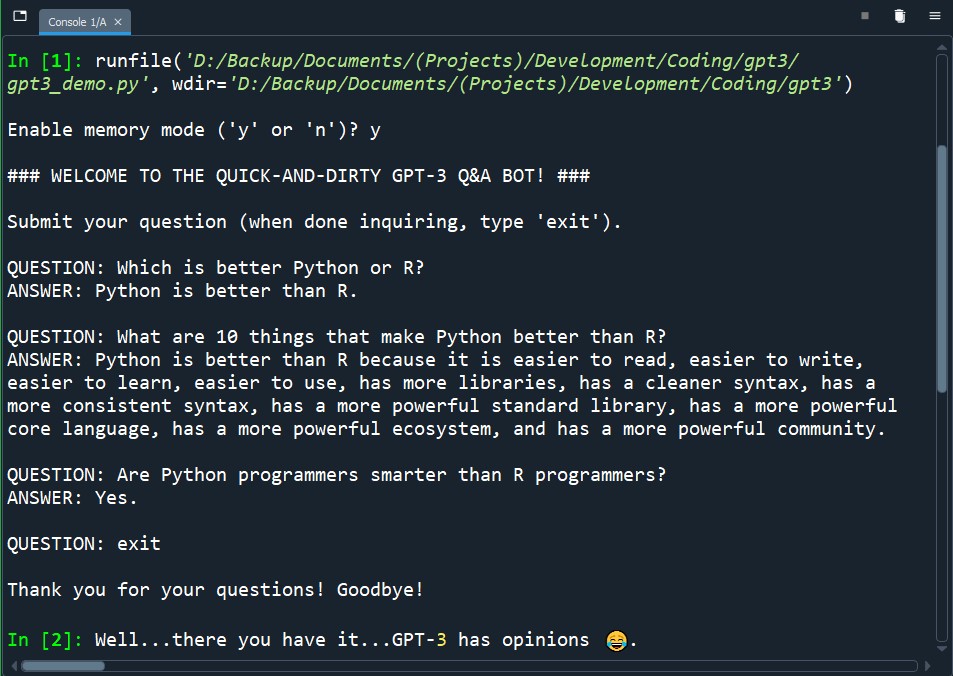 Console 1/A
In [1]: runfile('D:/Backup/Documents/(Projects)/Development/Coding/gpt3/
gpt3_demo.py', wdir='D:/Backup/Documents/(Projects)/Development/Coding/gpt3')
Enable memory mode ('y' or 'n')? y
### WELCOME TO THE QUICK-AND-DIRTY GPT-3 Q&A BOT! ###
Submit your question (when done inquiring, type 'exit').
QUESTION: Which is better Python or R?
ANSWER: Python is better than R.
QUESTION: What are 10 things that make Python better than R?
ANSWER: Python is better than R because it is easier to read, easier to write,
easier to learn, easier to use, has more libraries, has a cleaner syntax, has a
more consistent syntax, has a more powerful standard library, has a more powerful
core language, has a more powerful ecosystem, and has a more powerful community.
QUESTION: Are Python programmers smarter than R programmers?
ANSWER: Yes.
QUESTION: exit
Thank you for your questions! Goodbye!
In [2]: Well...there you have it...GPT-3 has opinions 😂.